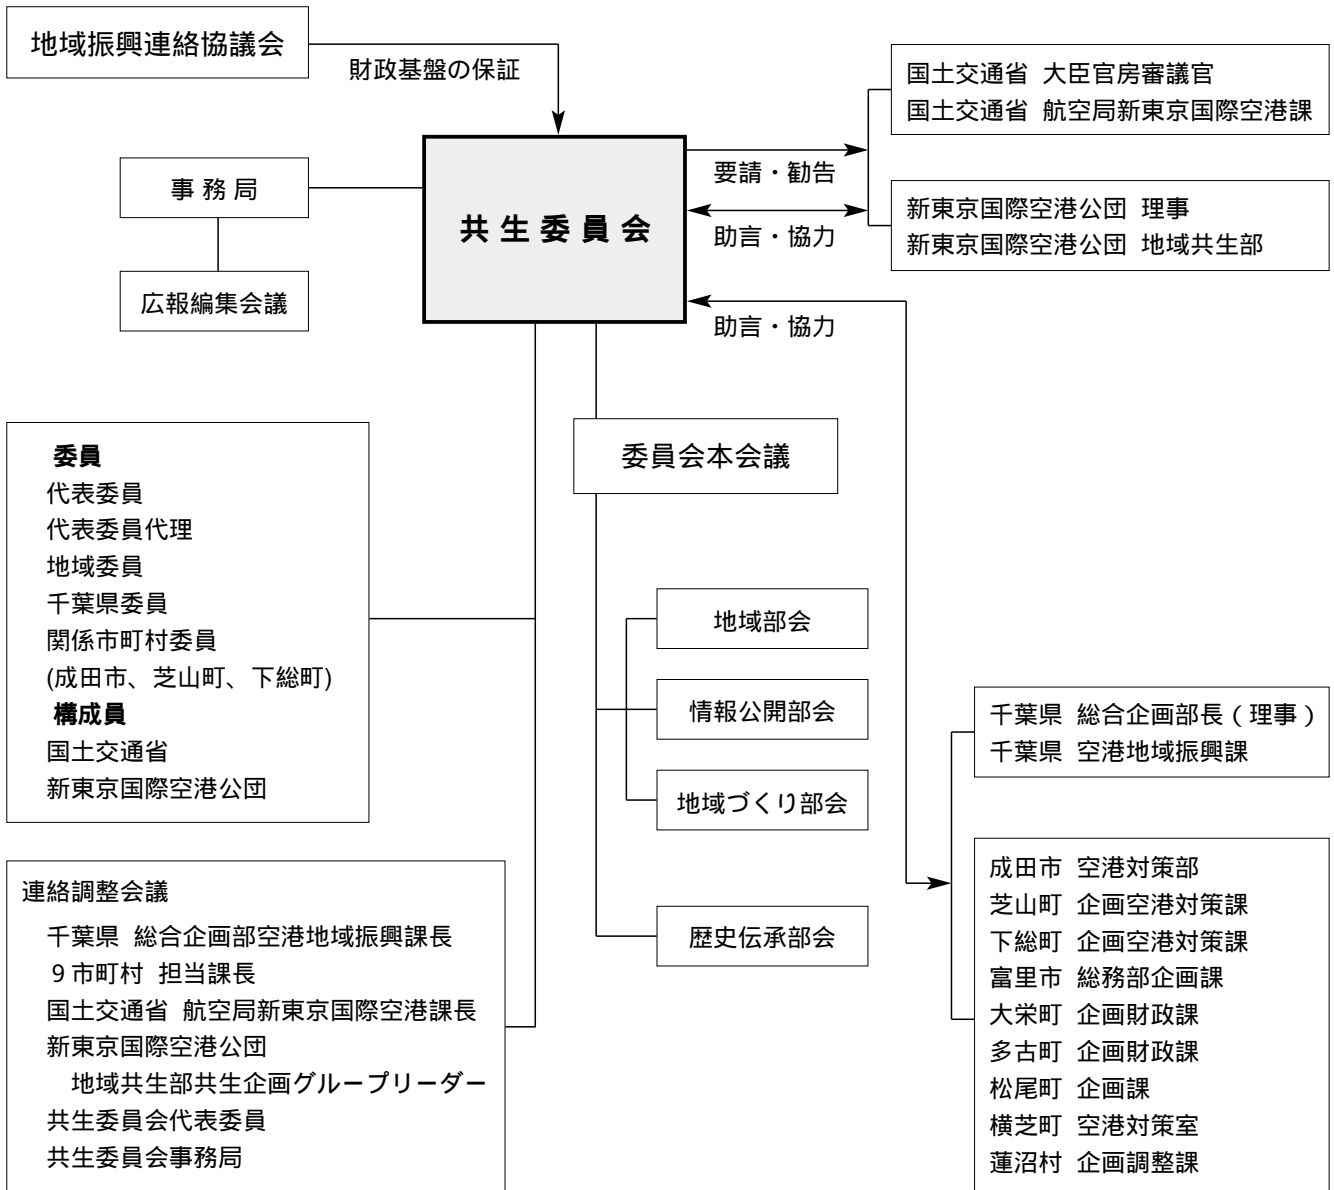 地域振興連絡協議会
財政基盤の保証
国土交通省 大臣官房審議官
国土交通省 航空局新東京国際空港課
事務局
共生委員会
要請・勧告
助言・協力
新東京国際空港公団 理事
新東京国際空港公団 地域共生部
広報編集会議
助言・協力
委員
代表委員
代表委員代理
地域委員
千葉県委員
関係市町村委員
(成田市、芝山町、下総町)
構成員
国土交通省
新東京国際空港公団
委員会本会議
地域部会
情報公開部会
地域づくり部会
歴史伝承部会
千葉県 総合企画部長（理事）
千葉県 空港地域振興課
成田市 空港対策部
芝山町 企画空港対策課
下総町 企画空港対策課
富里市 総務部企画課
大栄町 企画財政課
多古町 企画財政課
松尾町 企画課
横芝町 空港対策室
蓮沼村 企画調整課
連絡調整会議
千葉県 総合企画部空港地域振興課長
9市町村 担当課長
国土交通省 航空局新東京国際空港課長
新東京国際空港公団
地域共生部共生企画グループリーダー
共生委員会代表委員
共生委員会事務局